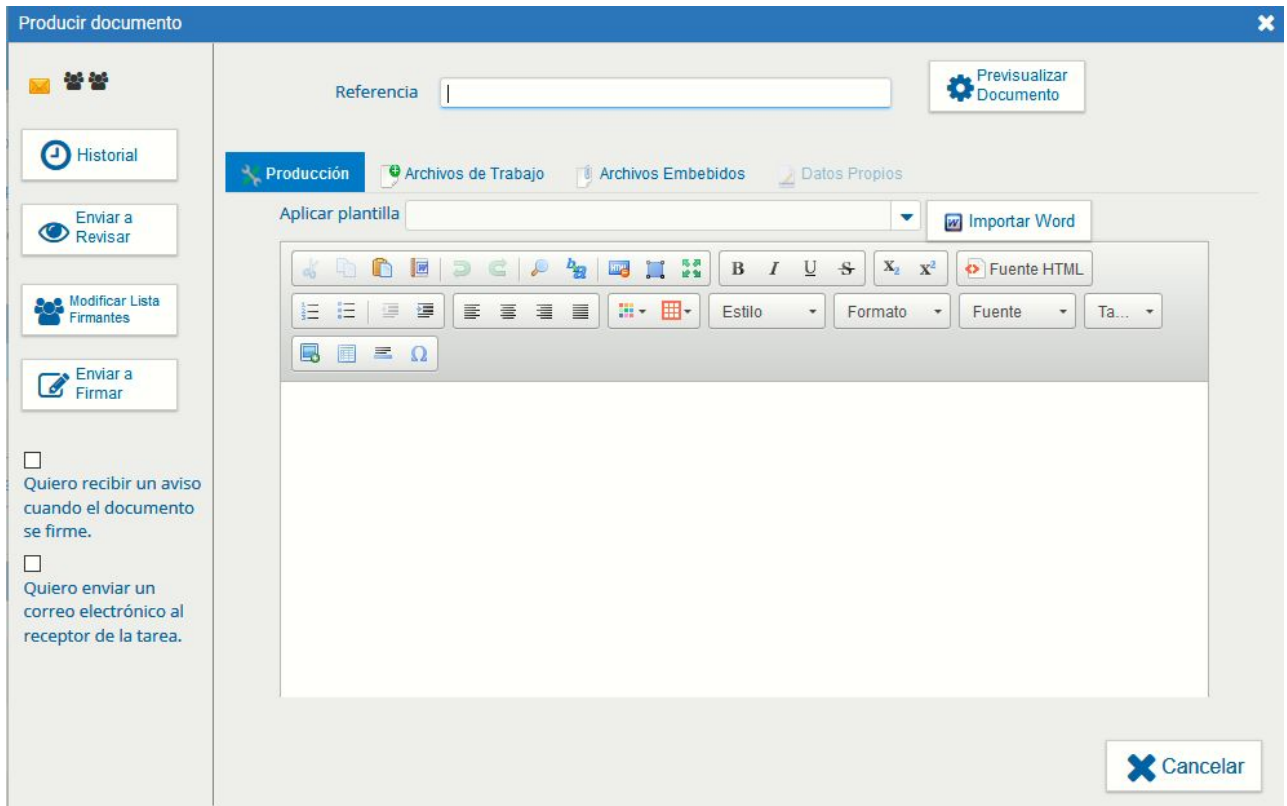 Producir documento
Historial
Enviar a
Revisar
Modificar Lista
Firmantes
Enviar a
Firmar
Quiero recibir un aviso
cuando el documento
se firme.
Quiero enviar un
correo electrónico al
receptor de la tarea.
Referencia
Previsualizar
Documento
Producción Archivos de Trabajo Archivos Embebidos Datos Propios
Aplicar plantilla Importar Word
B I U S X₂ X² Fuente HTML
Estilo Formato Fuente Ta...
Ω
Cancelar